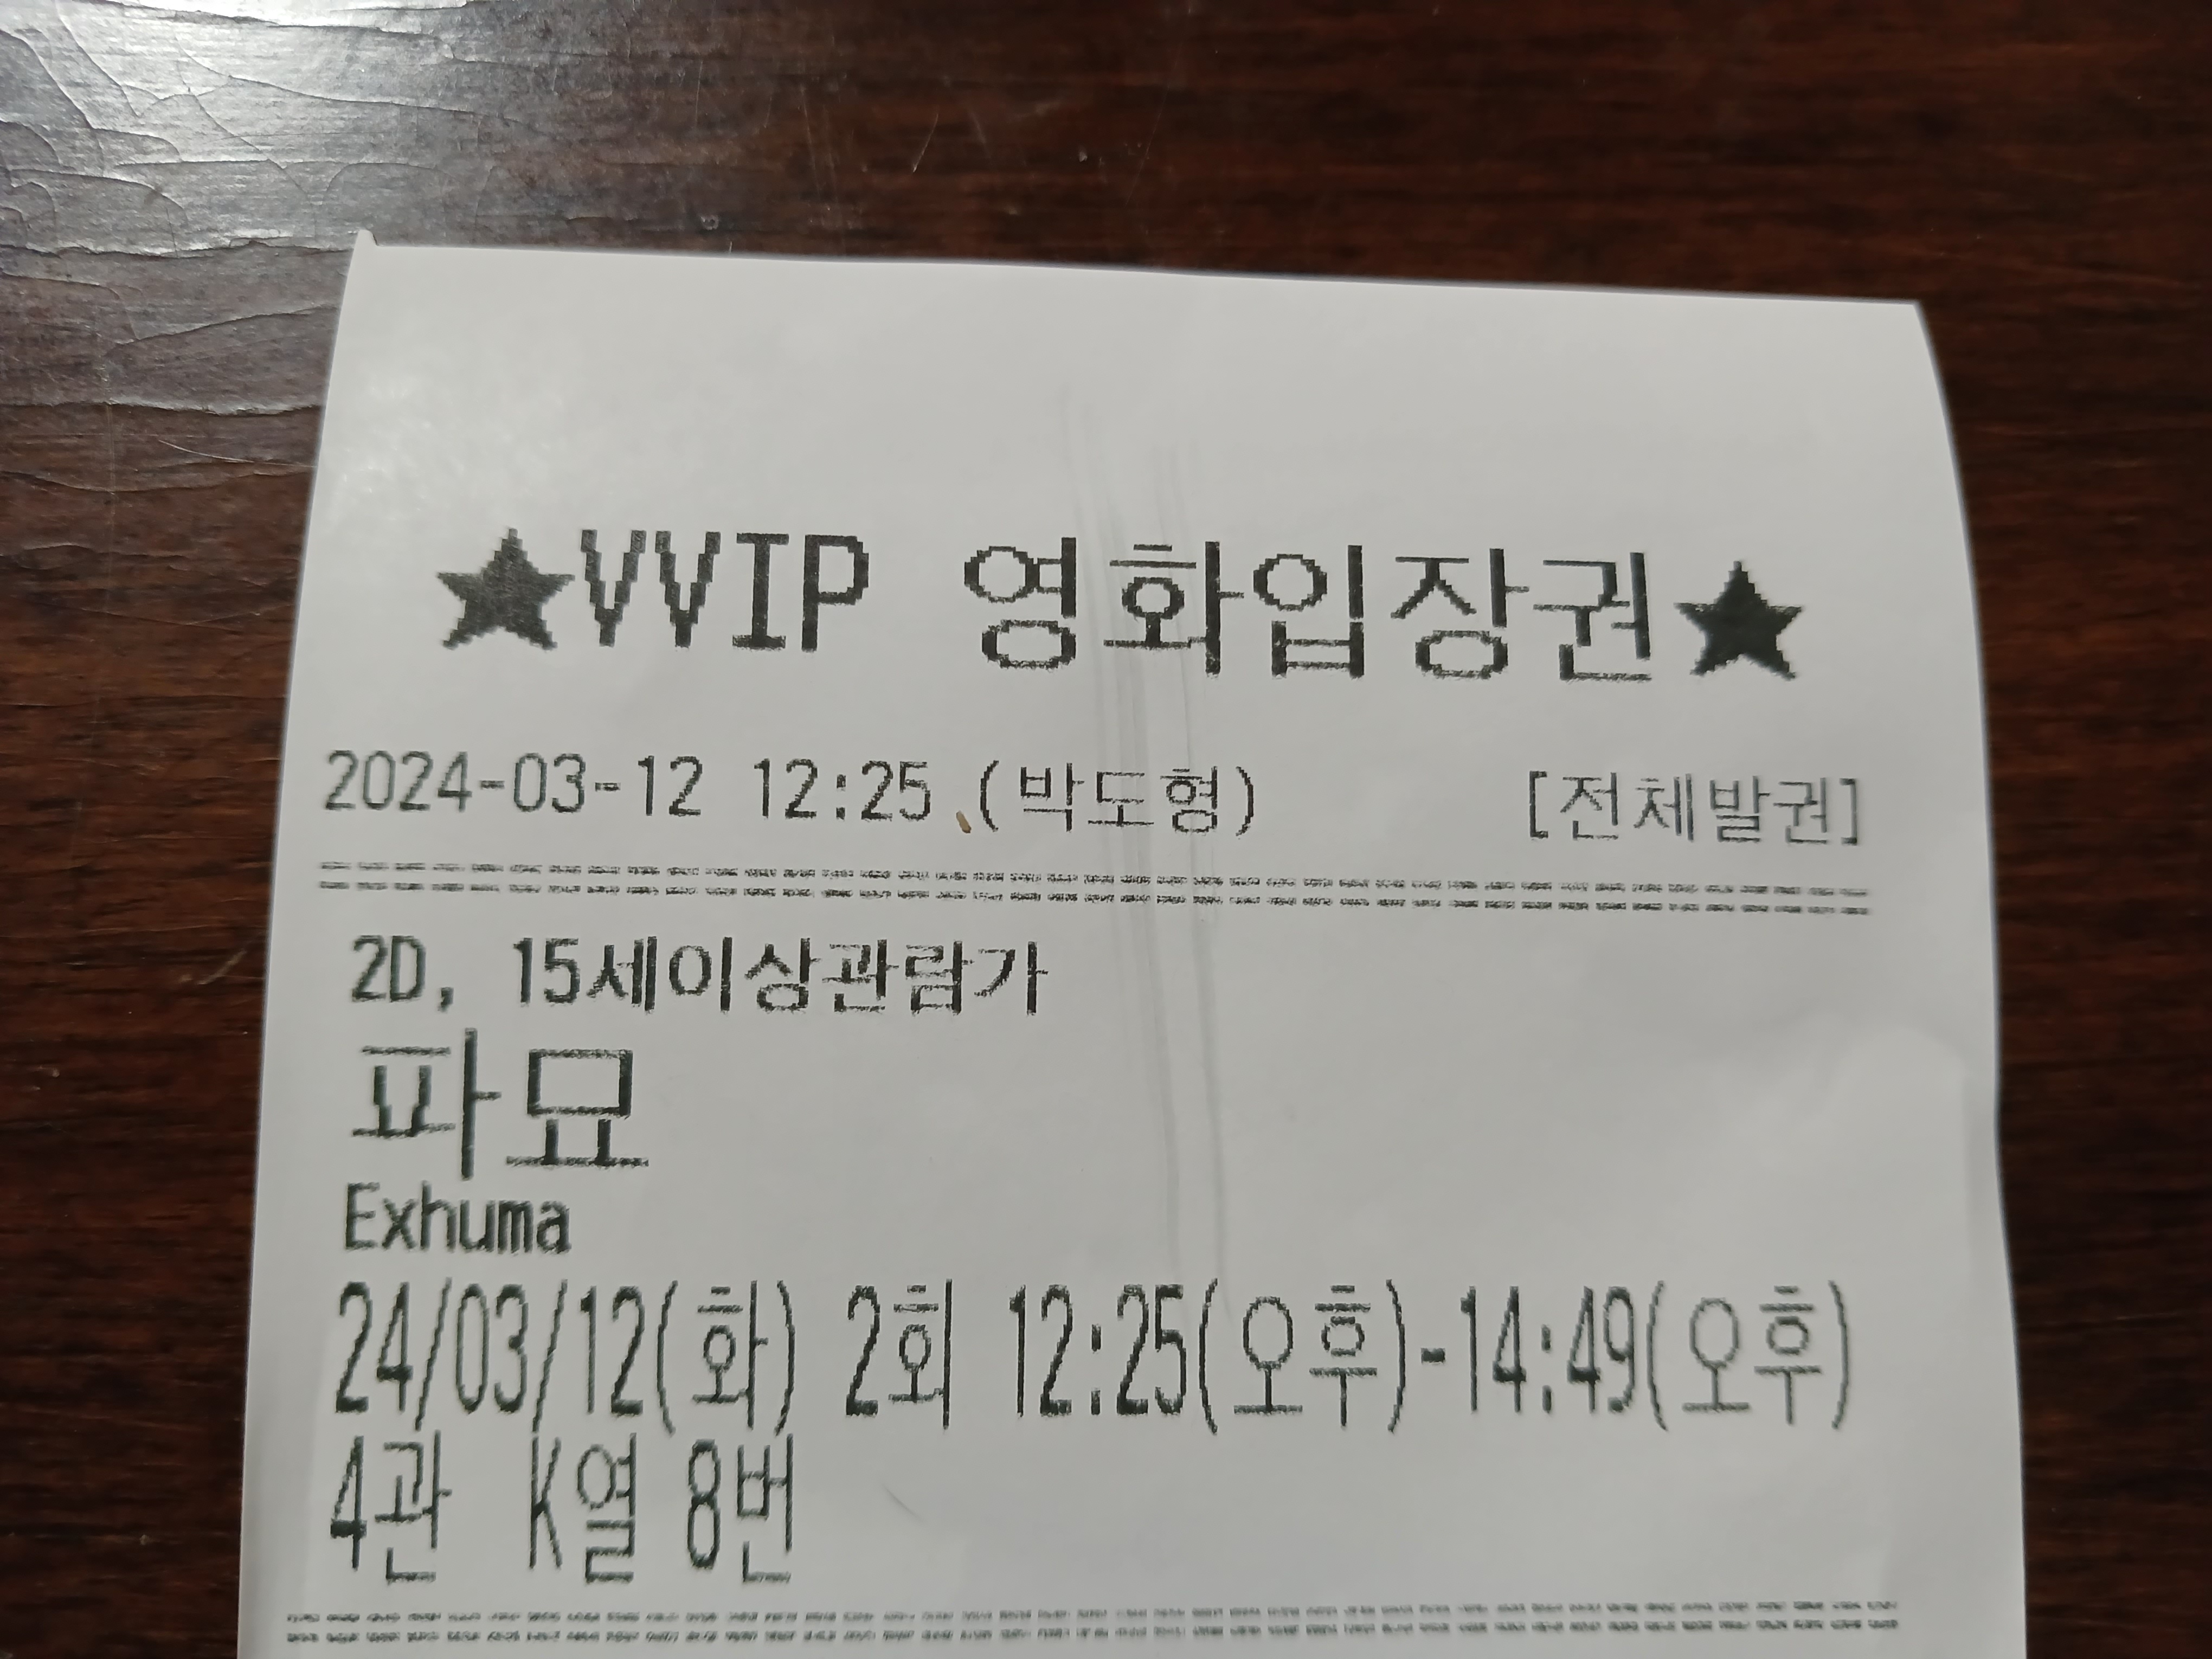 ★VVIP 영화입장권★
2024-03-12 12:25 (박도형) [전체발권]
2D, 15세이상관람가
파묘
Exhuma
24/03/12(화) 2회 12:25(오후)-14:49(오후)
4관 K열 8번